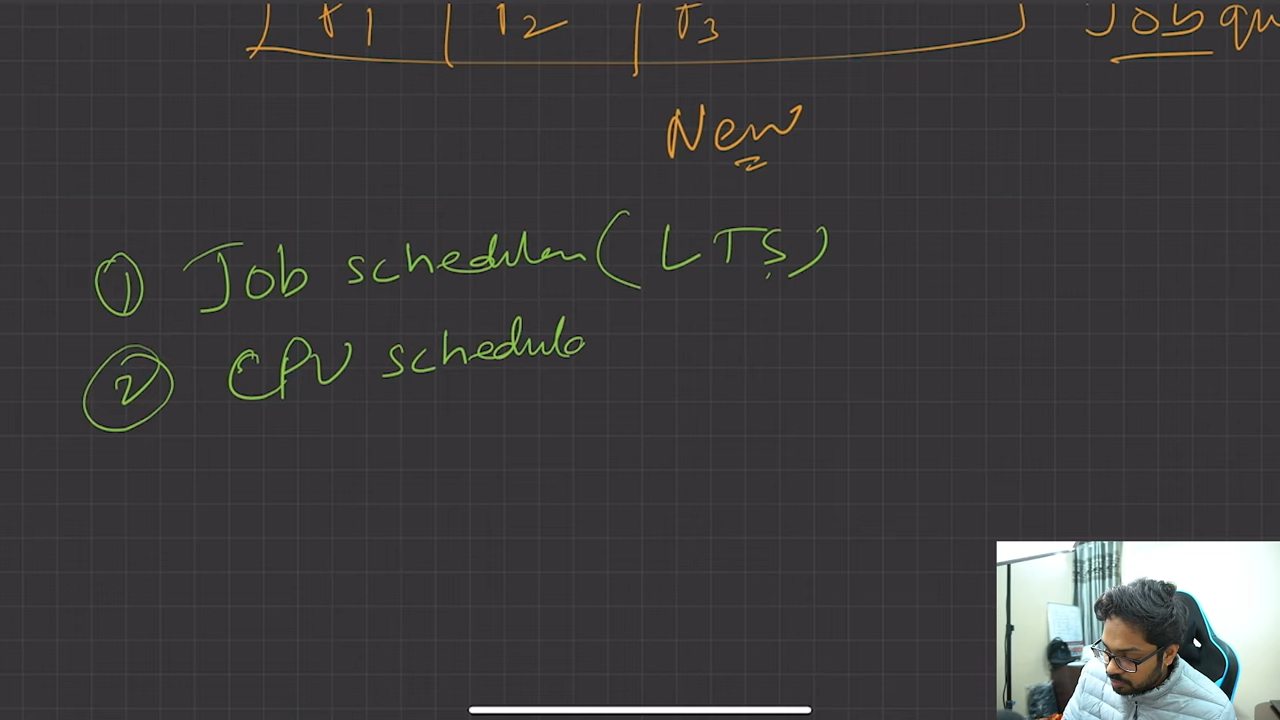 P1 P2 P3 Job qu
New
① Job scheduler (LTS)
② CPU schedule